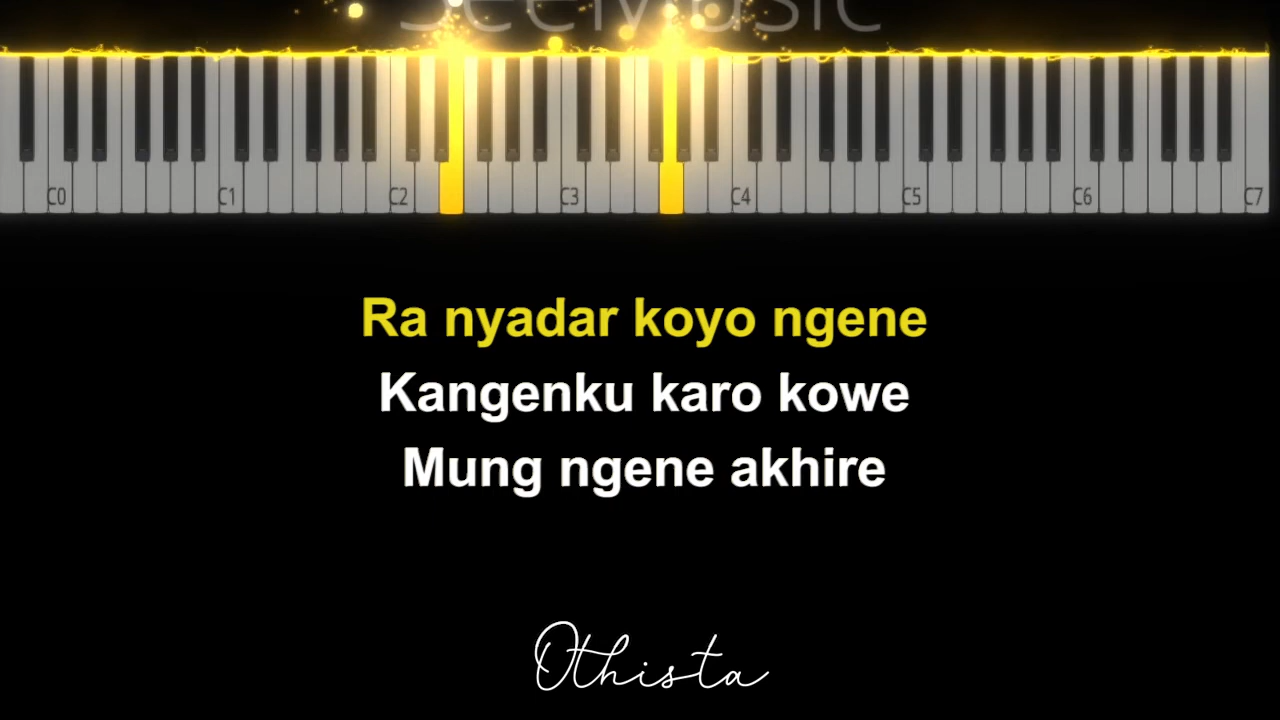 SeeMusic
C0 C1 C2 C3 C4 C5 C6 C7
Ra nyadar koyo ngene
Kangenku karo kowe
Mung ngene akhire
Othista